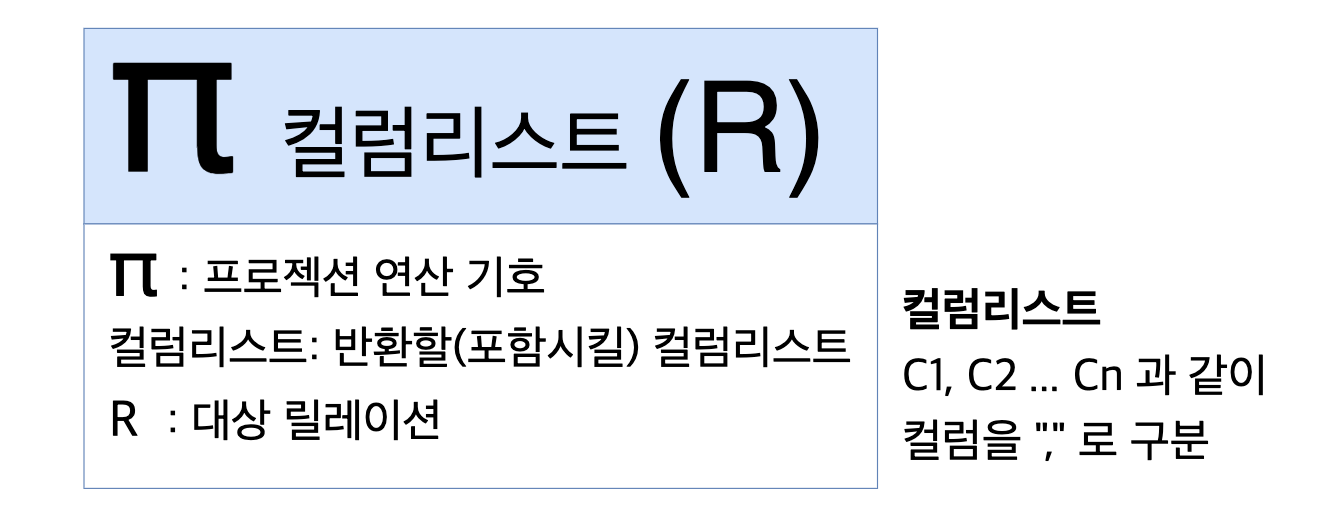 π 컬럼리스트 (R)
π : 프로젝션 연산 기호
컬럼리스트: 반환할(포함시킬) 컬럼리스트
R : 대상 릴레이션
컬럼리스트
C1, C2 ... Cn 과 같이
컬럼을 "," 로 구분